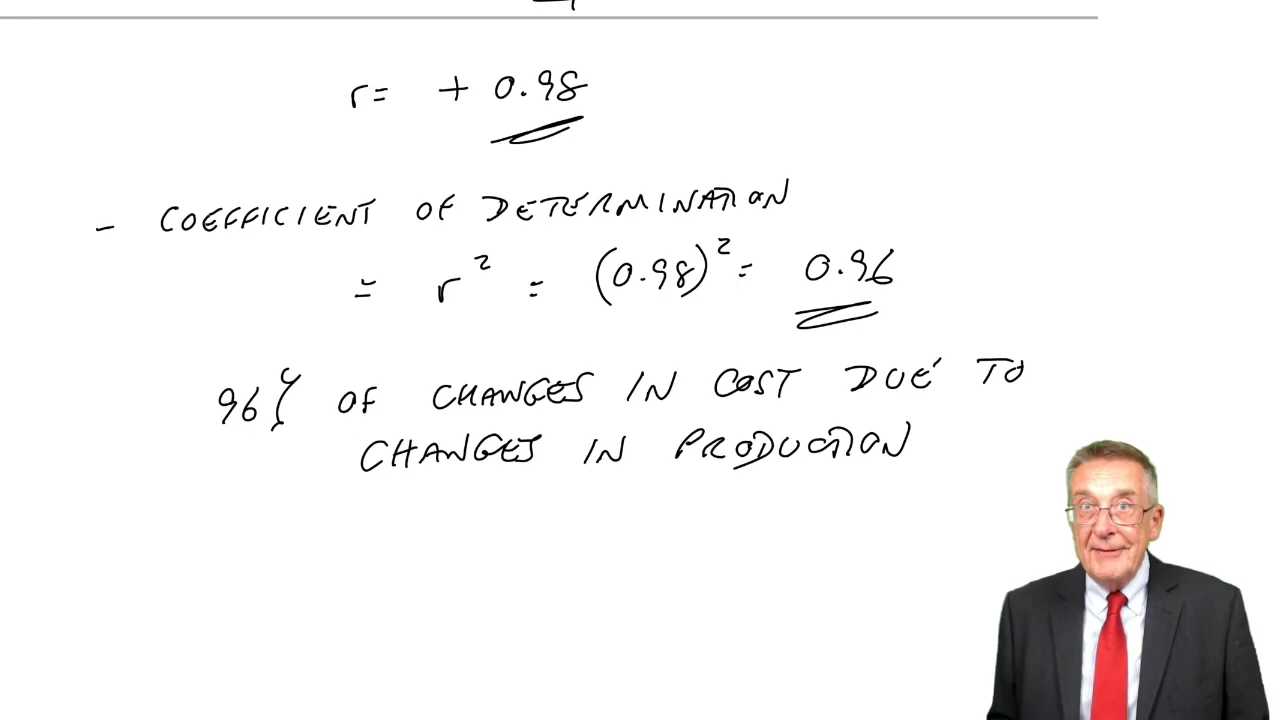 r= + 0.98
- COEFFICIENT OF DETERMINATION
= r² = (0.98)² = 0.96
96% OF CHANGES IN COST DUE TO
CHANGES IN PRODUCTION